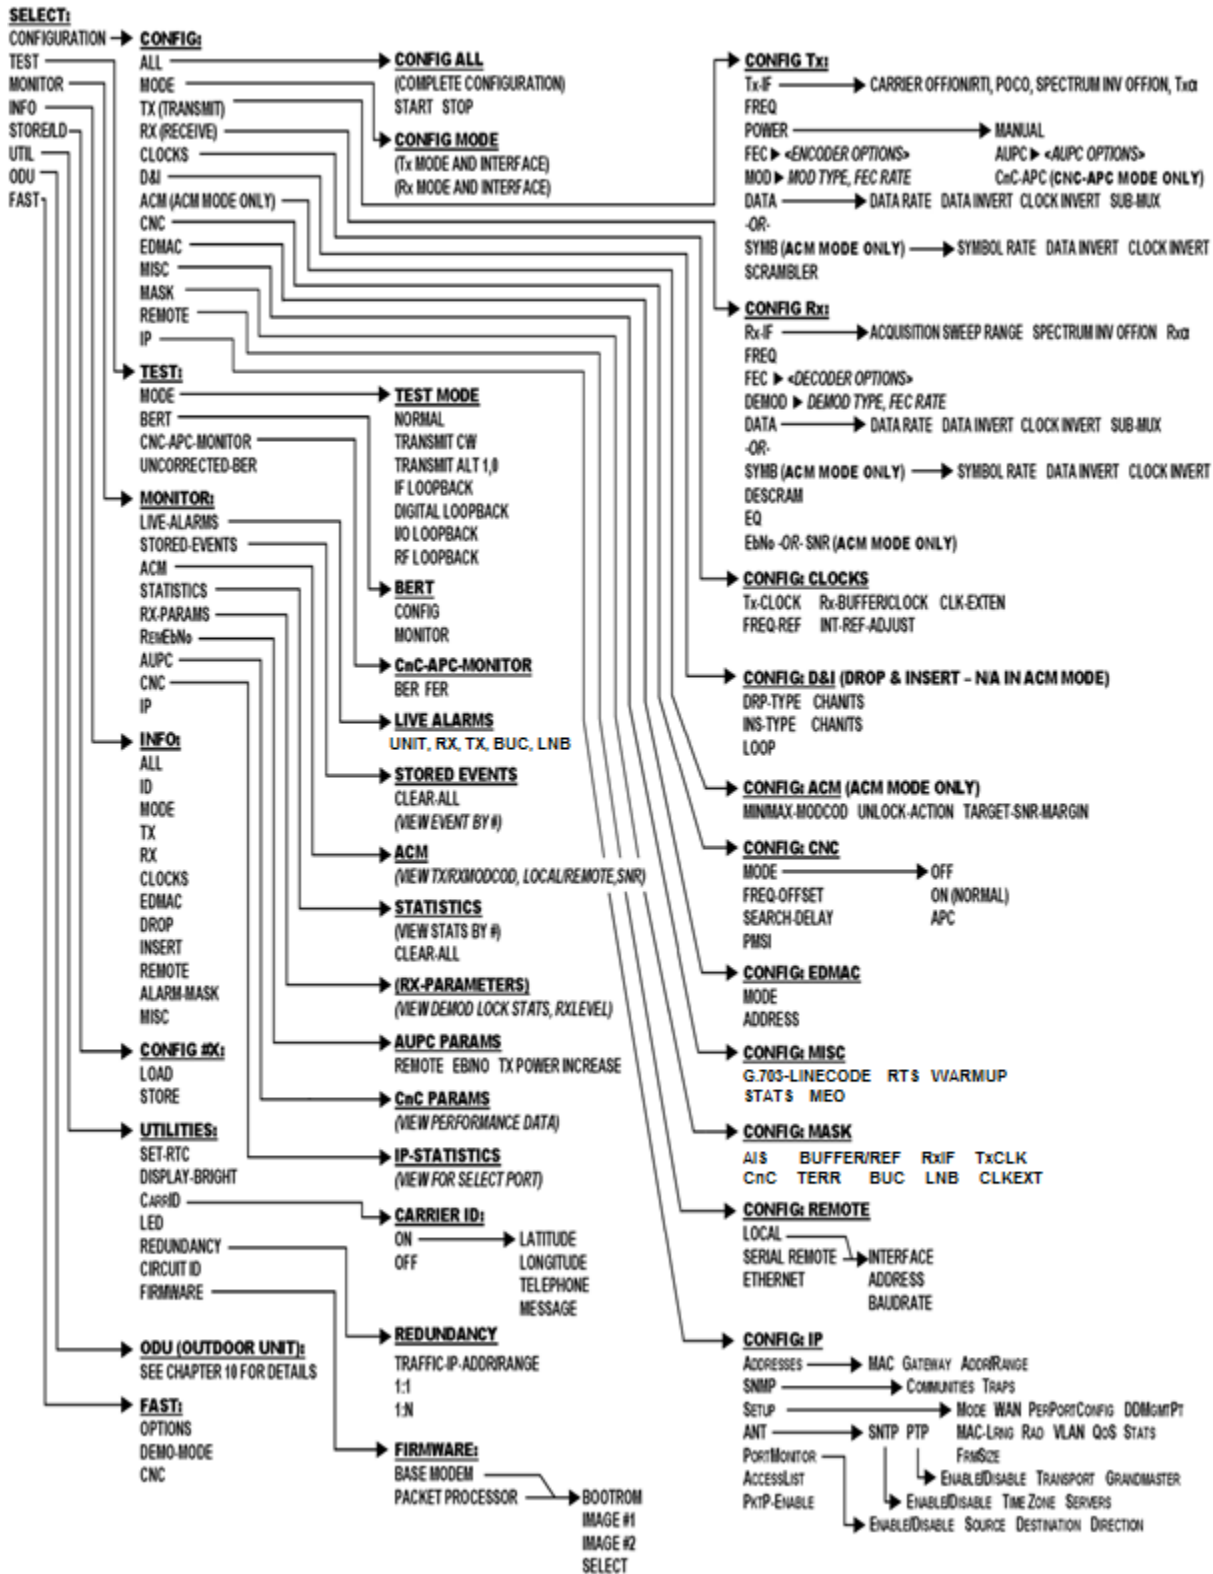 SELECT:
CONFIGURATION
TEST
MONITOR
INFO
STORE/LD
UTIL
ODU
FAST
CONFIG:
ALL
MODE
TX (TRANSMIT)
RX (RECEIVE)
CLOCKS
D&I
ACM (ACM MODE ONLY)
CNC
EDMAC
MISC
MASK
REMOTE
IP
TEST:
MODE
BERT
CNC-APC-MONITOR
UNCORRECTED-BER
MONITOR:
LIVE-ALARMS
STORED-EVENTS
ACM
STATISTICS
RX-PARAMS
REMEbNo
AUPC
CNC
IP
INFO:
ALL
ID
MODE
TX
RX
CLOCKS
EDMAC
DROP
INSERT
REMOTE
ALARM-MASK
MISC
CONFIG #X:
LOAD
STORE
UTILITIES:
SET-RTC
DISPLAY-BRIGHT
CARRID
LED
REDUNDANCY
CIRCUIT ID
FIRMWARE
ODU (OUTDOOR UNIT):
SEE CHAPTER 10 FOR DETAILS
FAST:
OPTIONS
DEMO-MODE
CNC
CONFIG ALL
(COMPLETE CONFIGURATION)
START STOP
CONFIG MODE
(Tx MODE AND INTERFACE)
(Rx MODE AND INTERFACE)
TEST MODE
NORMAL
TRANSMIT CW
TRANSMIT ALT 1,0
IF LOOPBACK
DIGITAL LOOPBACK
I/O LOOPBACK
RF LOOPBACK
BERT
CONFIG
MONITOR
CnC-APC-MONITOR
BER FER
LIVE ALARMS
UNIT, RX, TX, BUC, LNB
STORED EVENTS
CLEAR-ALL
(VIEW EVENT BY #)
ACM
(VIEW TX/RXMODCOD, LOCAL/REMOTE,SNR)
STATISTICS
(VIEW STATS BY #)
CLEAR-ALL
(RX-PARAMETERS)
(VIEW DEMOD LOCK STATS, RXLEVEL)
AUPC PARAMS
REMOTE EB/NO TX POWER INCREASE
CnC PARAMS
(VIEW PERFORMANCE DATA)
IP-STATISTICS
(VIEW FOR SELECT PORT)
CARRIER ID:
ON LATITUDE
OFF LONGITUDE
TELEPHONE
MESSAGE
REDUNDANCY
TRAFFIC-IP-ADDR/RANGE
1:1
1:N
FIRMWARE:
BASE MODEM
PACKET PROCESSOR BOOTROM
IMAGE #1
IMAGE #2
SELECT
CONFIG Tx:
Tx-IF CARRIER OFF/ON/RTI, POCO, SPECTRUM INV OFF/ON, Txα
FREQ
POWER MANUAL
FEC <ENCODER OPTIONS> AUPC <AUPC OPTIONS>
MOD MOD TYPE, FEC RATE CnC-APC (CNC-APC MODE ONLY)
DATA DATA RATE DATA INVERT CLOCK INVERT SUB-MUX
-OR-
SYMB (ACM MODE ONLY) SYMBOL RATE DATA INVERT CLOCK INVERT
SCRAMBLER
CONFIG Rx:
Rx-IF ACQUISITION SWEEP RANGE SPECTRUM INV OFF/ON Rxα
FREQ
FEC <DECODER OPTIONS>
DEMOD DEMOD TYPE, FEC RATE
DATA DATA RATE DATA INVERT CLOCK INVERT SUB-MUX
-OR-
SYMB (ACM MODE ONLY) SYMBOL RATE DATA INVERT CLOCK INVERT
DESCRAM
EQ
EbNo -OR- SNR (ACM MODE ONLY)
CONFIG: CLOCKS
Tx-CLOCK Rx-BUFFER/CLOCK CLK-EXTEN
FREQ-REF INT-REF-ADJUST
CONFIG: D&I (DROP & INSERT – N/A IN ACM MODE)
DRP-TYPE CHAN/TS
INS-TYPE CHAN/TS
LOOP
CONFIG: ACM (ACM MODE ONLY)
MIN/MAX-MODCOD UNLOCK-ACTION TARGET-SNR-MARGIN
CONFIG: CNC
MODE OFF
FREQ-OFFSET ON (NORMAL)
SEARCH-DELAY APC
PMSI
CONFIG: EDMAC
MODE
ADDRESS
CONFIG: MISC
G.703-LINECODE RTS WARMUP
STATS MEO
CONFIG: MASK
AIS BUFFER/REF RxIF TxCLK
CnC TERR BUC LNB CLKEXT
CONFIG: REMOTE
LOCAL
SERIAL REMOTE INTERFACE
ETHERNET ADDRESS
BAUDRATE
CONFIG: IP
ADDRESSES MAC GATEWAY ADDR/RANGE
SNMP COMMUNITIES TRAPS
SETUP MODE WAN PERPORTCONFIG DDMGMTPT
ANT SNTP PTP MAC-LRNG RAD VLAN QOS STATS
PORTMONITOR FRMSIZE
ACCESSLIST ENABLE/DISABLE TRANSPORT GRANDMASTER
PKTP-ENABLE ENABLE/DISABLE TIME ZONE SERVERS
ENABLE/DISABLE SOURCE DESTINATION DIRECTION